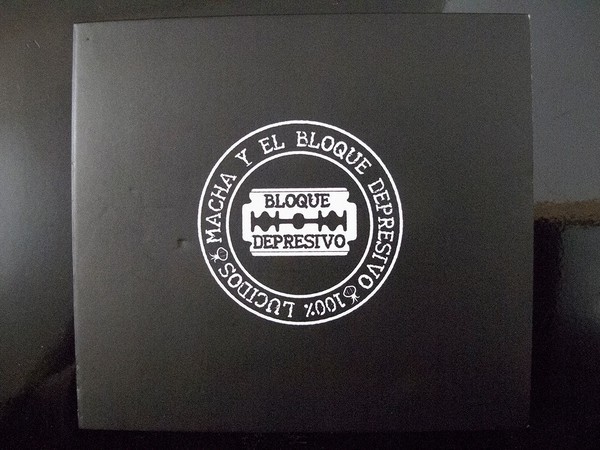 MACHA Y EL BLOQUE DEPRESIVO
100% LUCIDOS
BLOQUE
DEPRESIVO